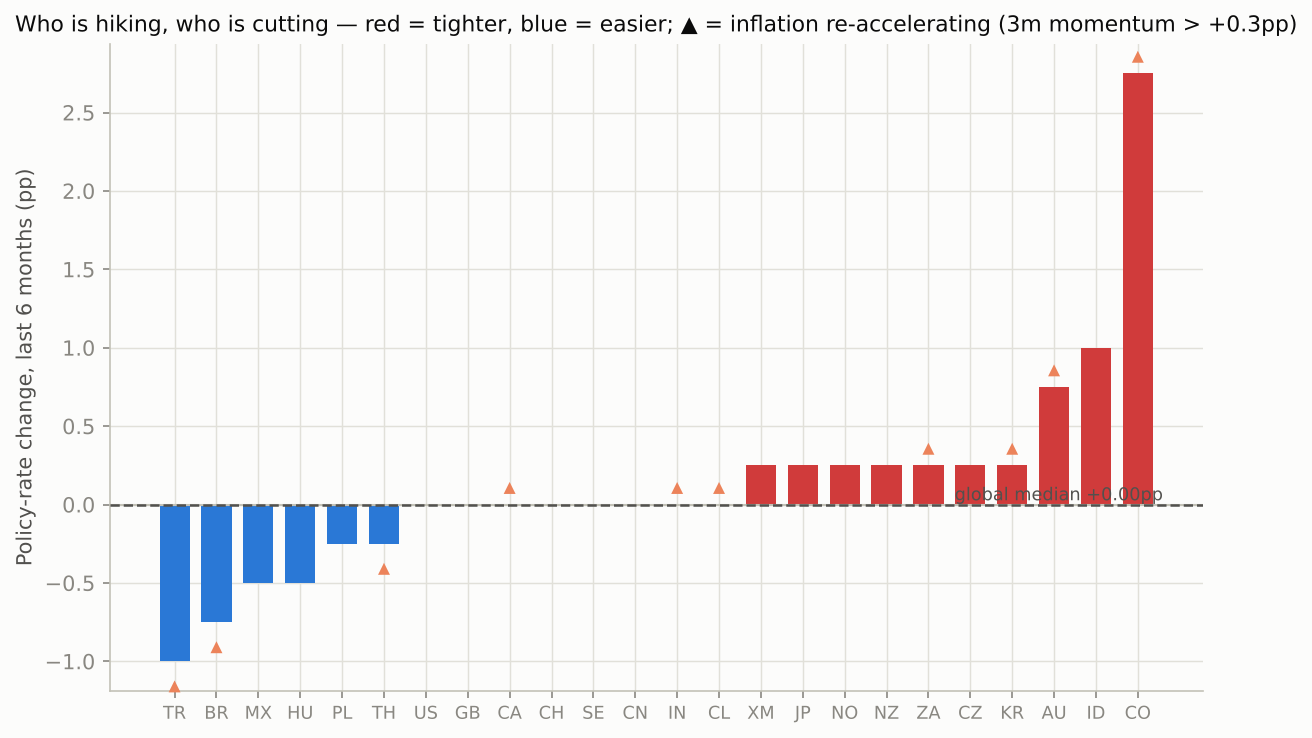 Who is hiking, who is cutting — red = tighter, blue = easier; ▲ = inflation re-accelerating (3m momentum > +0.3pp)
Policy-rate change, last 6 months (pp)
2.5
2.0
1.5
1.0
0.5
0.0
−0.5
−1.0
global median +0.00pp
TR BR MX HU PL TH US GB CA CH SE CN IN CL XM JP NO NZ ZA CZ KR AU ID CO